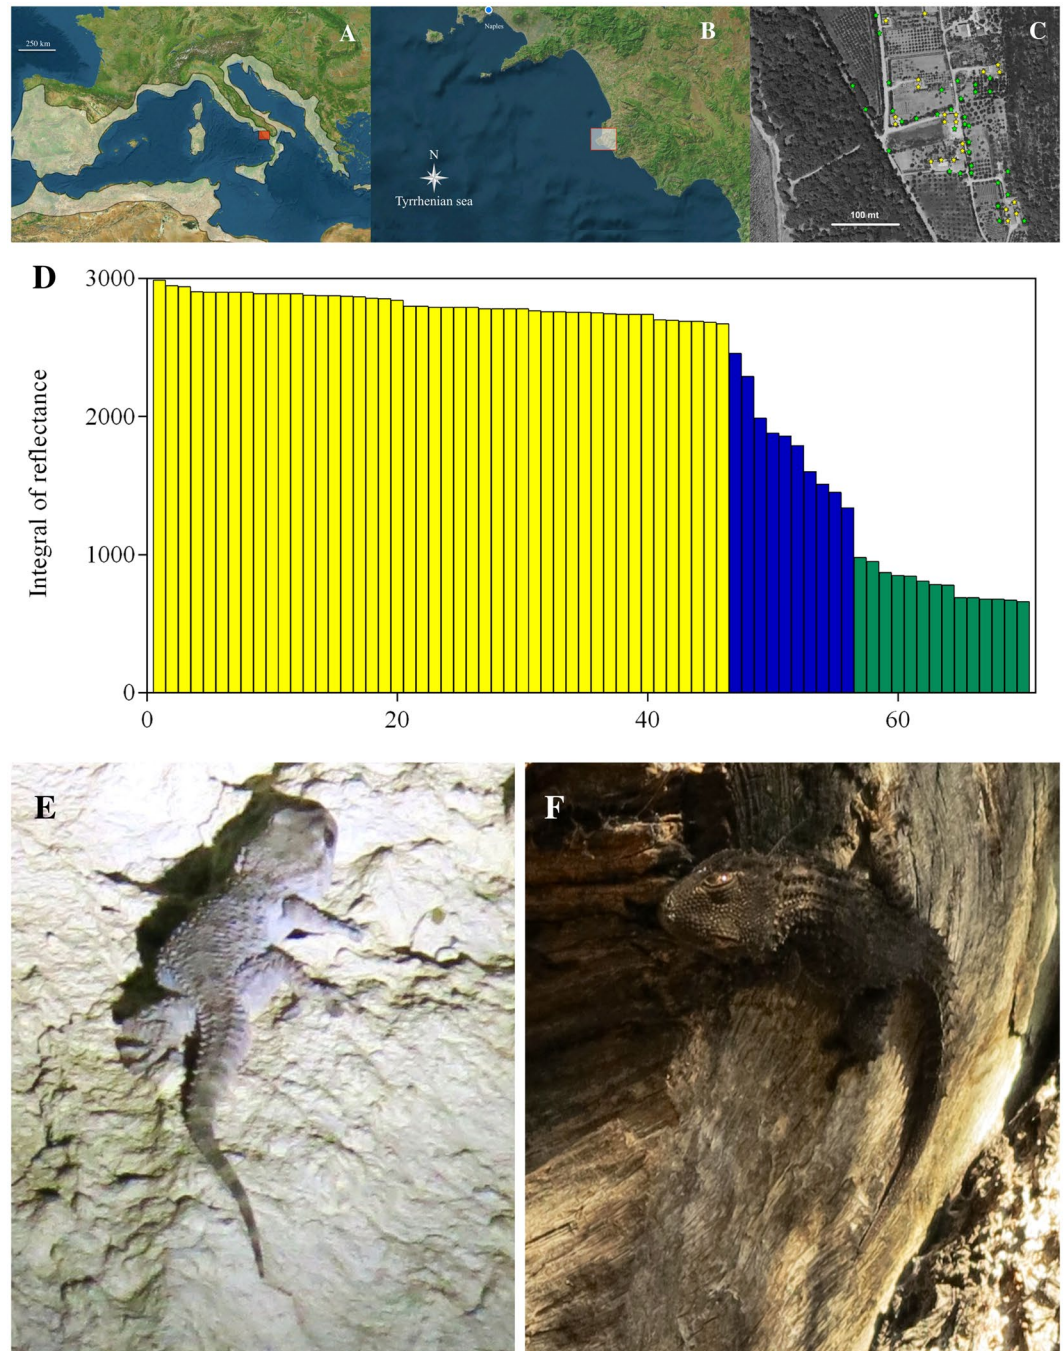 A
250 km
B
Naples
N
Tyrrhenian sea
C
100 mt
D
3000
2000
1000
0
Integral of reflectance
0 20 40 60
E
F